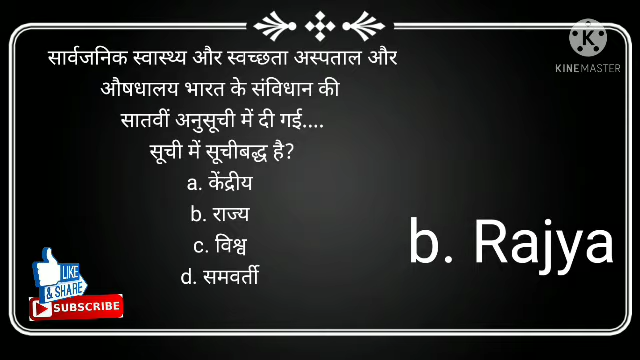 सार्वजनिक स्वास्थ्य और स्वच्छता अस्पताल और
औषधालय भारत के संविधान की
सातवीं अनुसूची में दी गई....
सूची में सूचीबद्ध है?
a. केंद्रीय
b. राज्य
c. विश्व
d. समवर्ती
b. Rajya
K
KINEMASTER
LIKE
& SHARE
SUBSCRIBE